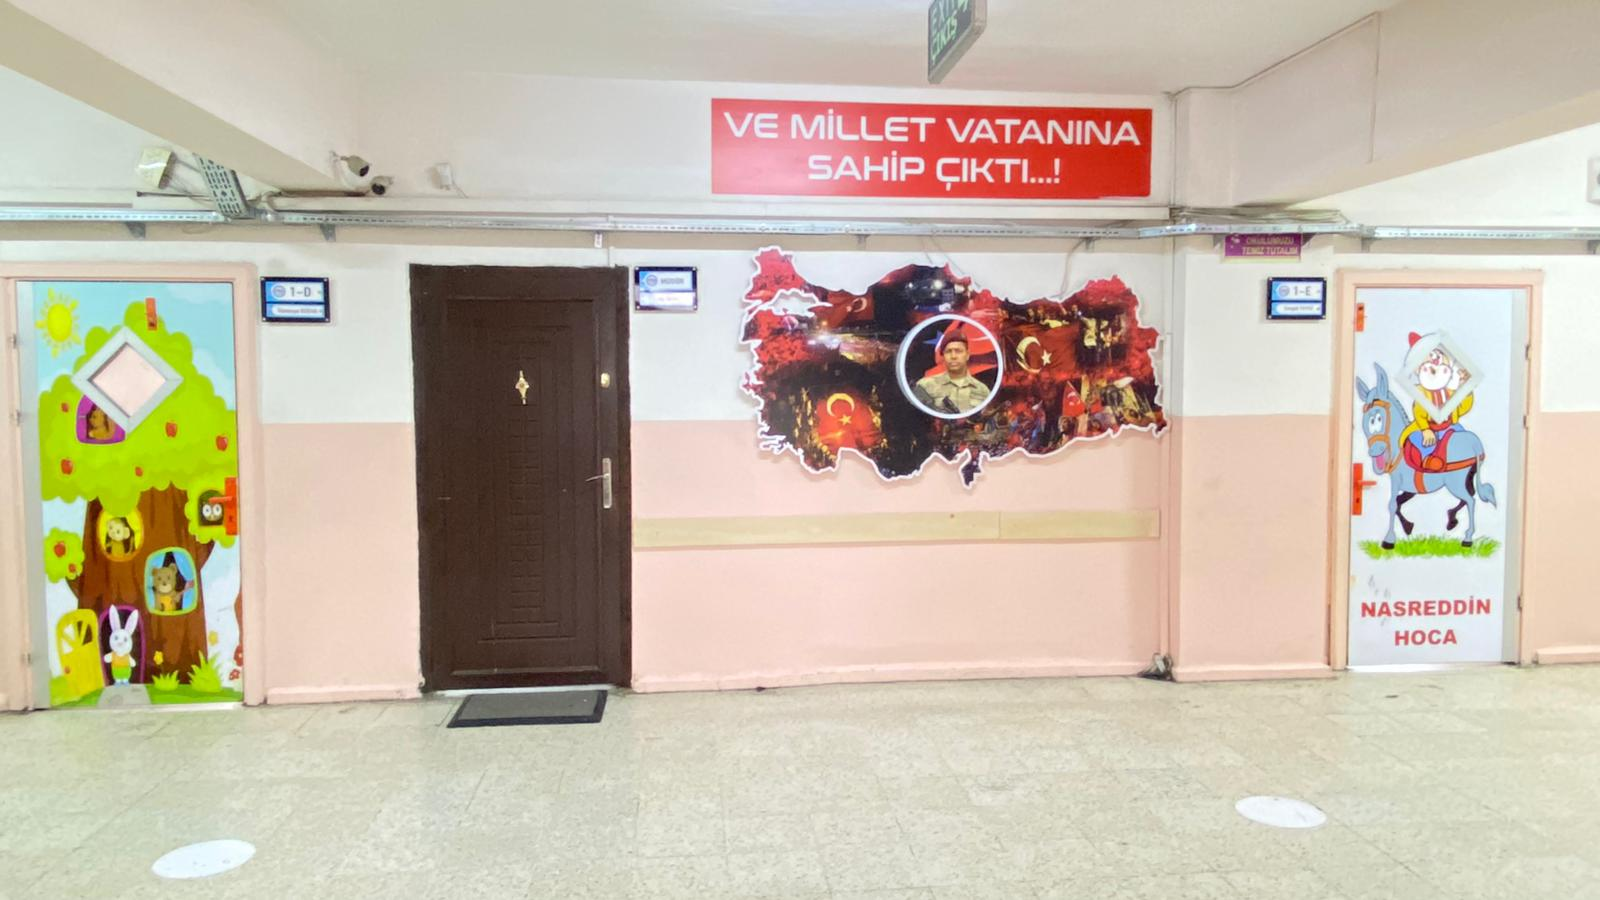 EXIT
ÇIKIŞ
VE MİLLET VATANINA
SAHİP ÇIKTI...!
OKULUMUZU
TEMİZ TUTALIM
1-D
MÜDÜR
1-E
NASREDDİN
HOCA